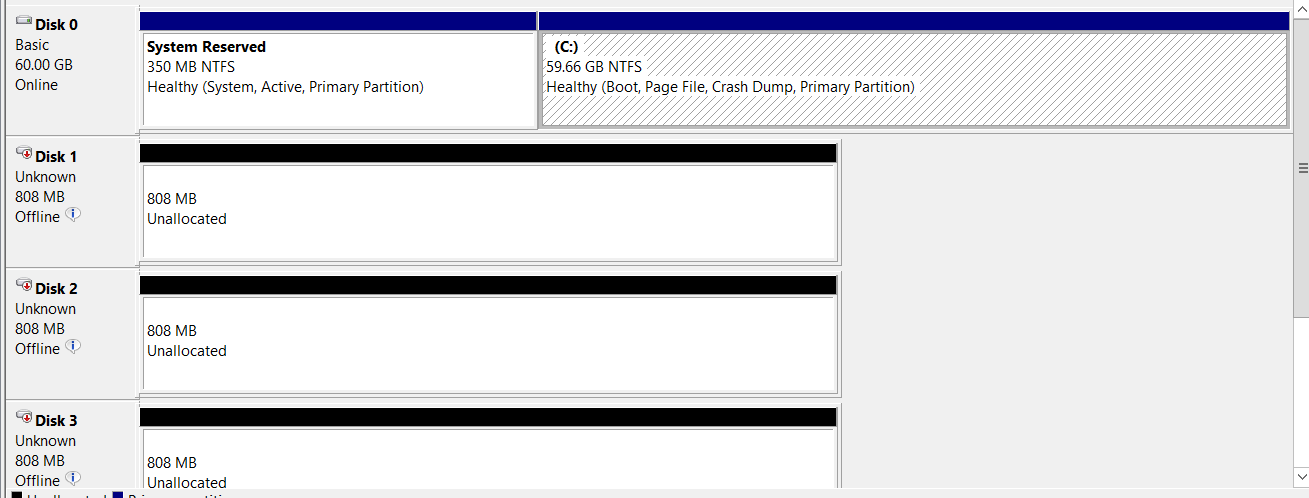 Disk 0
Basic
60.00 GB
Online
System Reserved
350 MB NTFS
Healthy (System, Active, Primary Partition)
(C:)
59.66 GB NTFS
Healthy (Boot, Page File, Crash Dump, Primary Partition)
Disk 1
Unknown
808 MB
Offline
808 MB
Unallocated
Disk 2
Unknown
808 MB
Offline
808 MB
Unallocated
Disk 3
Unknown
808 MB
Offline
808 MB
Unallocated